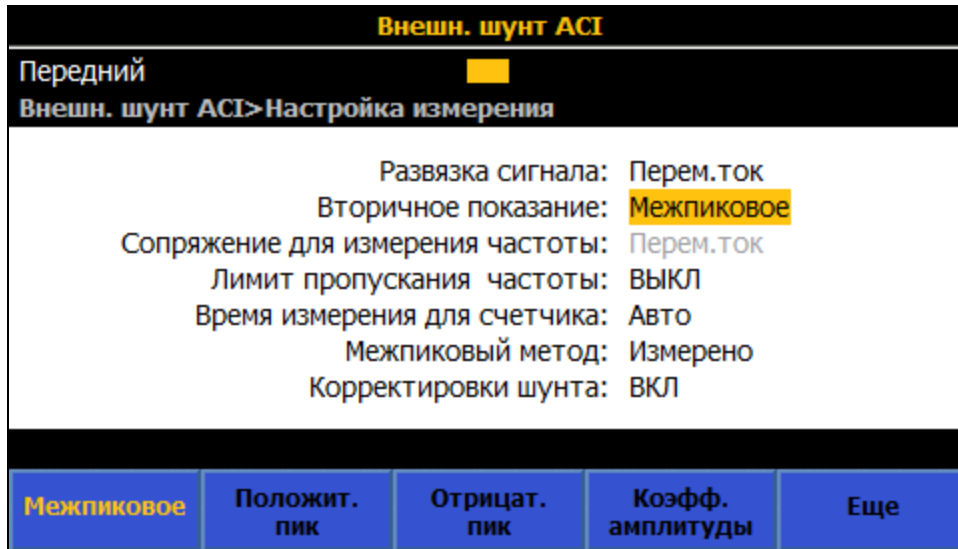 Внешн. шунт ACI
Передний
Внешн. шунт ACI>Настройка измерения
Развязка сигнала: Перем.ток
Вторичное показание: Межпиковое
Сопряжение для измерения частоты: Перем.ток
Лимит пропускания  частоты: ВЫКЛ
Время измерения для счетчика: Авто
Межпиковый метод: Измерено
Корректировки шунта: ВКЛ
Межпиковое
Положит.
пик
Отрицат.
пик
Коэфф.
амплитуды
Еще